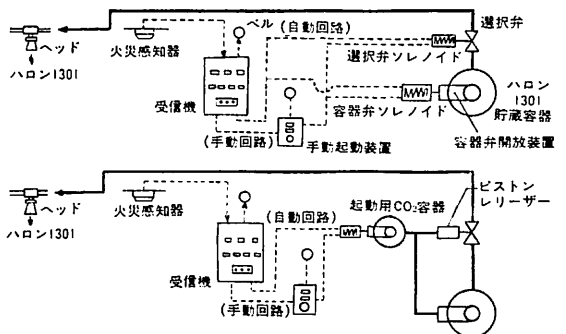 ベル
(自動回路)
選択弁
ヘッド
火災感知器
ハロン1301
選択弁ソレノイド
ハロン
1301
貯蔵容器
受信機
容器弁ソレノイド
(手動回路)
手動起動装置
容器弁開放装置
ヘッド
火災感知器
ハロン1301
(自動回路)
起動用CO₂容器
ピストン
レリーザー
受信機
(手動回路)